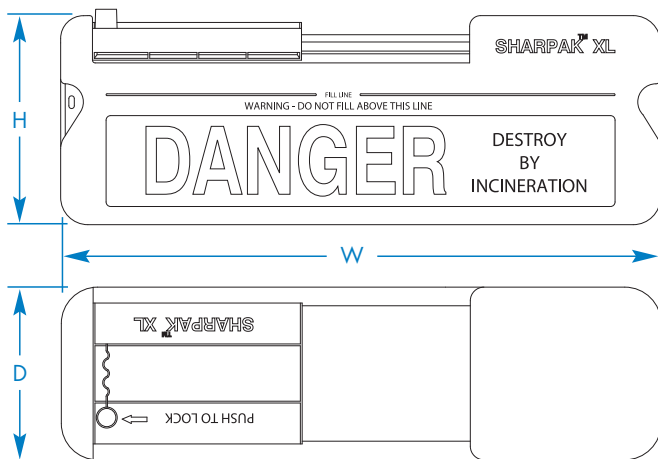 SHARPAK™ XL
FILL LINE
WARNING - DO NOT FILL ABOVE THIS LINE
DANGER
DESTROY
BY
INCINERATION
H
W
D
SHARPAK™ XL
PUSH TO LOCK